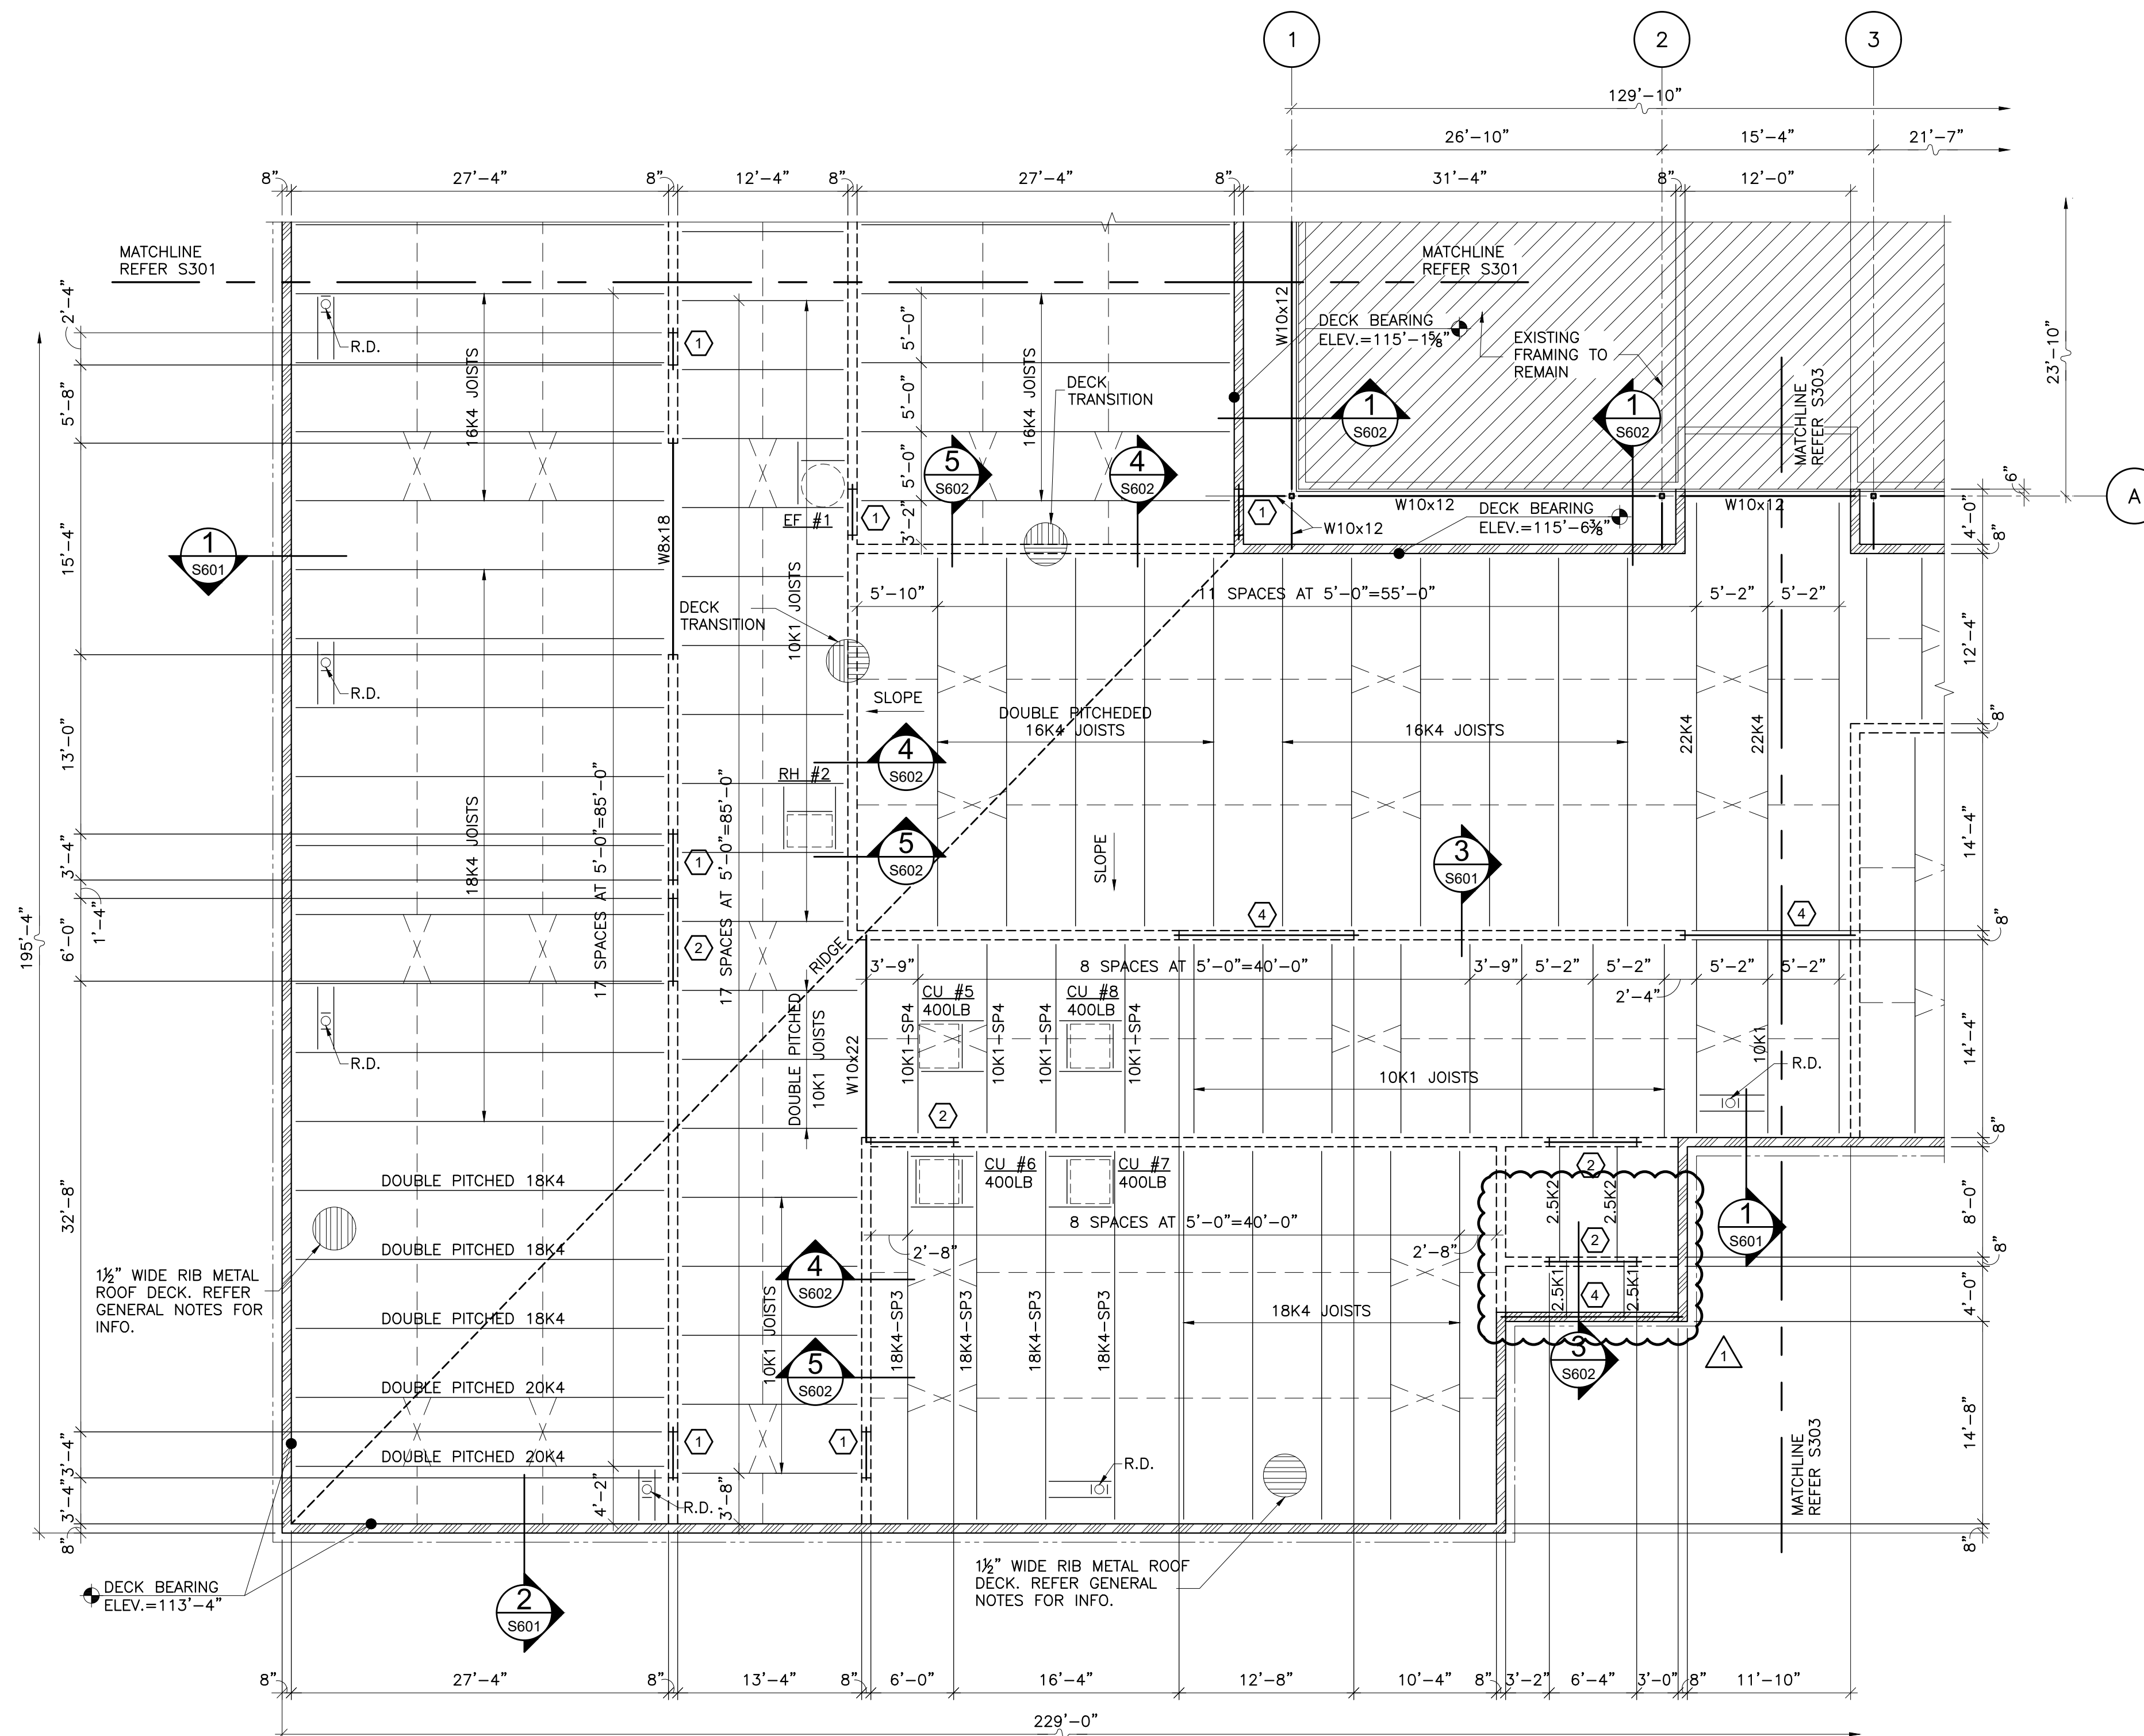 1
2
3
129'-10"
26'-10"
15'-4"
21'-7"
8"
27'-4"
8"
12'-4"
8"
27'-4"
8"
31'-4"
8"
12'-0"
MATCHLINE
REFER S301
MATCHLINE
REFER S301
2'-4"
5'-8"
15'-4"
13'-0"
3'-4"
1'-4"
6'-0"
195'-4"
32'-8"
3'-4"
3'-4"
8"
R.D.
16K4 JOISTS
1
5'-0"
5'-0"
5'-0"
3'-2"
16K4 JOISTS
DECK
TRANSITION
W10x12
DECK BEARING
ELEV.=115'-1⅝"
EXISTING
FRAMING TO
REMAIN
MATCHLINE
REFER S303
23'-10"
1
S602
1
S602
5
S602
4
S602
EF #1
1
1
W10x12
W10x12
W10x12
DECK BEARING
ELEV.=115'-6⅜"
6"
A
4'-0"
8"
12'-4"
8"
14'-4"
8"
14'-4"
8"
8'-0"
8"
4'-0"
14'-8"
8"
1
S601
W8x18
10K1 JOISTS
DECK
TRANSITION
R.D.
5'-10"
11 SPACES AT 5'-0"=55'-0"
5'-2"
5'-2"
SLOPE
DOUBLE PITCHEDED
16K4 JOISTS
16K4 JOISTS
22K4
22K4
4
S602
RH #2
18K4 JOISTS
17 SPACES AT 5'-0"=85'-0"
17 SPACES AT 5'-0"=85'-0"
1
5
S602
SLOPE
3
S601
4
4
2
RIDGE
3'-9"
8 SPACES AT 5'-0"=40'-0"
3'-9"
5'-2"
5'-2"
2'-4"
5'-2"
5'-2"
CU #5
400LB
CU #8
400LB
10K1-SP4
10K1-SP4
10K1-SP4
10K1-SP4
R.D.
DOUBLE PITCHED
10K1 JOISTS
W10x22
10K1 JOISTS
10K1
R.D.
2
CU #6
400LB
CU #7
400LB
2
2.5K2
2.5K2
DOUBLE PITCHED 18K4
8 SPACES AT 5'-0"=40'-0"
2'-8"
2'-8"
2
1
S601
DOUBLE PITCHED 18K4
1½" WIDE RIB METAL
ROOF DECK. REFER
GENERAL NOTES FOR
INFO.
4
S602
10K1 JOISTS
18K4-SP3
18K4-SP3
18K4-SP3
18K4-SP3
18K4 JOISTS
2.5K1
4
2.5K1
DOUBLE PITCHED 18K4
3
S602
1
DOUBLE PITCHED 20K4
5
S602
DOUBLE PITCHED 20K4
1
1
4'-2"
R.D.
3'-8"
R.D.
MATCHLINE
REFER S303
DECK BEARING
ELEV.=113'-4"
2
S601
1½" WIDE RIB METAL ROOF
DECK. REFER GENERAL
NOTES FOR INFO.
8"
27'-4"
8"
13'-4"
8"
6'-0"
16'-4"
12'-8"
10'-4"
8"
3'-2"
6'-4"
3'-0"
8"
11'-10"
229'-0"